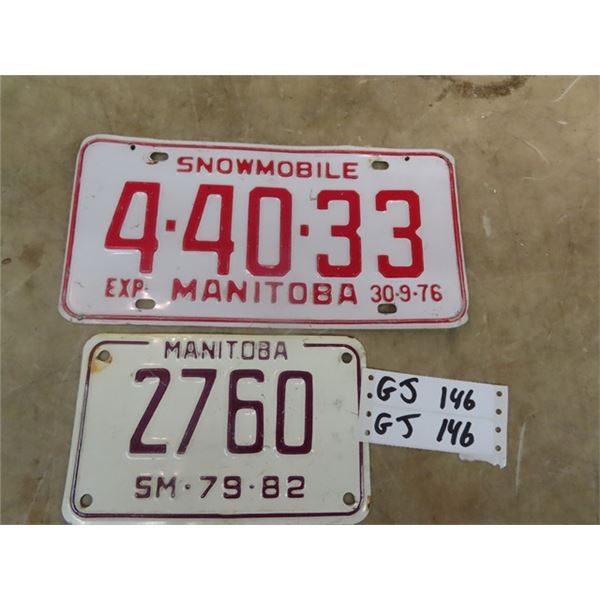 SNOWMOBILE
4·40·33
EXP. MANITOBA 30-9-76
MANITOBA
2760
SM·79·82
GJ 146
GJ 146